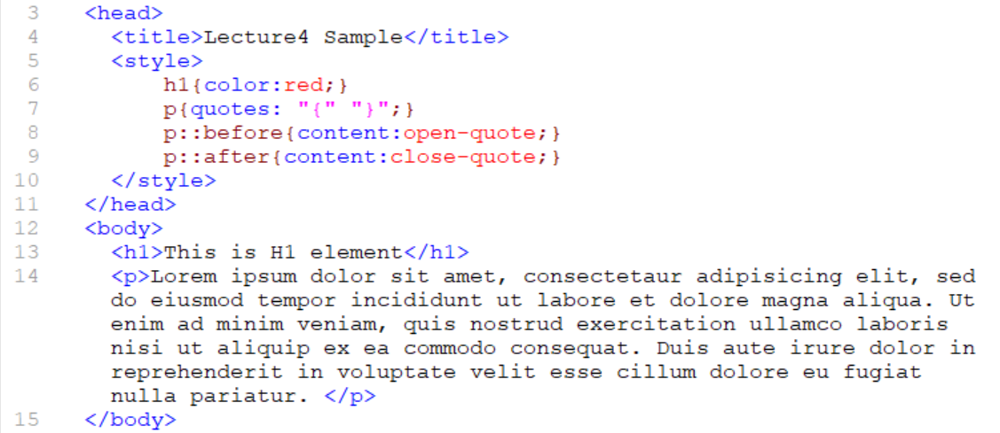 3 <head>
4 <title>Lecture4 Sample</title>
5 <style>
6 h1{color:red;}
7 p{quotes: "{" "}";}
8 p::before{content:open-quote;}
9 p::after{content:close-quote;}
10 </style>
11 </head>
12 <body>
13 <h1>This is H1 element</h1>
14 <p>Lorem ipsum dolor sit amet, consectetaur adipisicing elit, sed
do eiusmod tempor incididunt ut labore et dolore magna aliqua. Ut
enim ad minim veniam, quis nostrud exercitation ullamco laboris
nisi ut aliquip ex ea commodo consequat. Duis aute irure dolor in
reprehenderit in voluptate velit esse cillum dolore eu fugiat
nulla pariatur. </p>
15 </body>